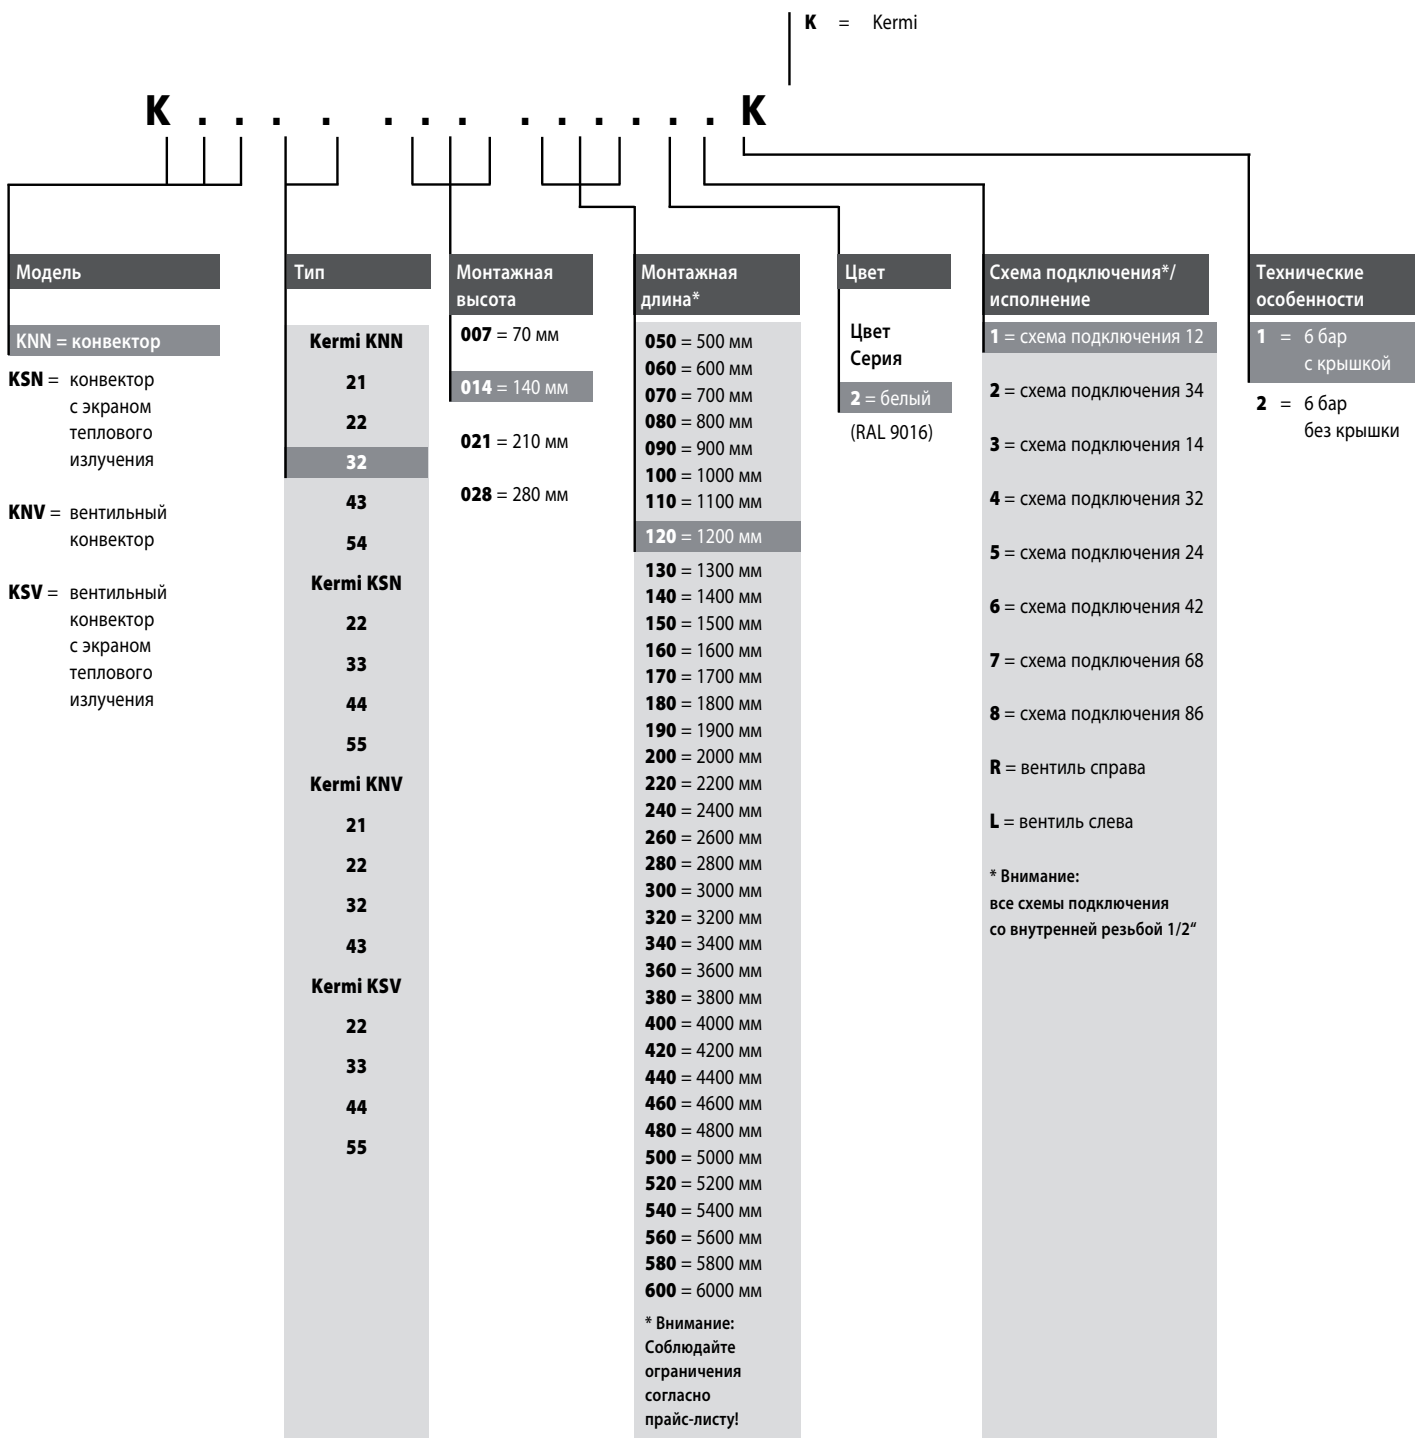 K = Kermi
K . . . . . . . . . . . . . K
Модель
KNN = конвектор
KSN = конвектор
с экраном
теплового
излучения
KNV = вентильный
конвектор
KSV = вентильный
конвектор
с экраном
теплового
излучения
Тип
Kermi KNN
21
22
32
43
54
Kermi KSN
22
33
44
55
Kermi KNV
21
22
32
43
Kermi KSV
22
33
44
55
Монтажная
высота
007 = 70 мм
014 = 140 мм
021 = 210 мм
028 = 280 мм
Монтажная
длина*
050 = 500 мм
060 = 600 мм
070 = 700 мм
080 = 800 мм
090 = 900 мм
100 = 1000 мм
110 = 1100 мм
120 = 1200 мм
130 = 1300 мм
140 = 1400 мм
150 = 1500 мм
160 = 1600 мм
170 = 1700 мм
180 = 1800 мм
190 = 1900 мм
200 = 2000 мм
220 = 2200 мм
240 = 2400 мм
260 = 2600 мм
280 = 2800 мм
300 = 3000 мм
320 = 3200 мм
340 = 3400 мм
360 = 3600 мм
380 = 3800 мм
400 = 4000 мм
420 = 4200 мм
440 = 4400 мм
460 = 4600 мм
480 = 4800 мм
500 = 5000 мм
520 = 5200 мм
540 = 5400 мм
560 = 5600 мм
580 = 5800 мм
600 = 6000 мм
* Внимание:
Соблюдайте
ограничения
согласно
прайс-листу!
Цвет
Цвет
Серия
2 = белый
(RAL 9016)
Схема подключения*/
исполнение
1 = схема подключения 12
2 = схема подключения 34
3 = схема подключения 14
4 = схема подключения 32
5 = схема подключения 24
6 = схема подключения 42
7 = схема подключения 68
8 = схема подключения 86
R = вентиль справа
L = вентиль слева
* Внимание:
все схемы подключения
со внутренней резьбой 1/2“
Технические
особенности
1 = 6 бар
с крышкой
2 = 6 бар
без крышки